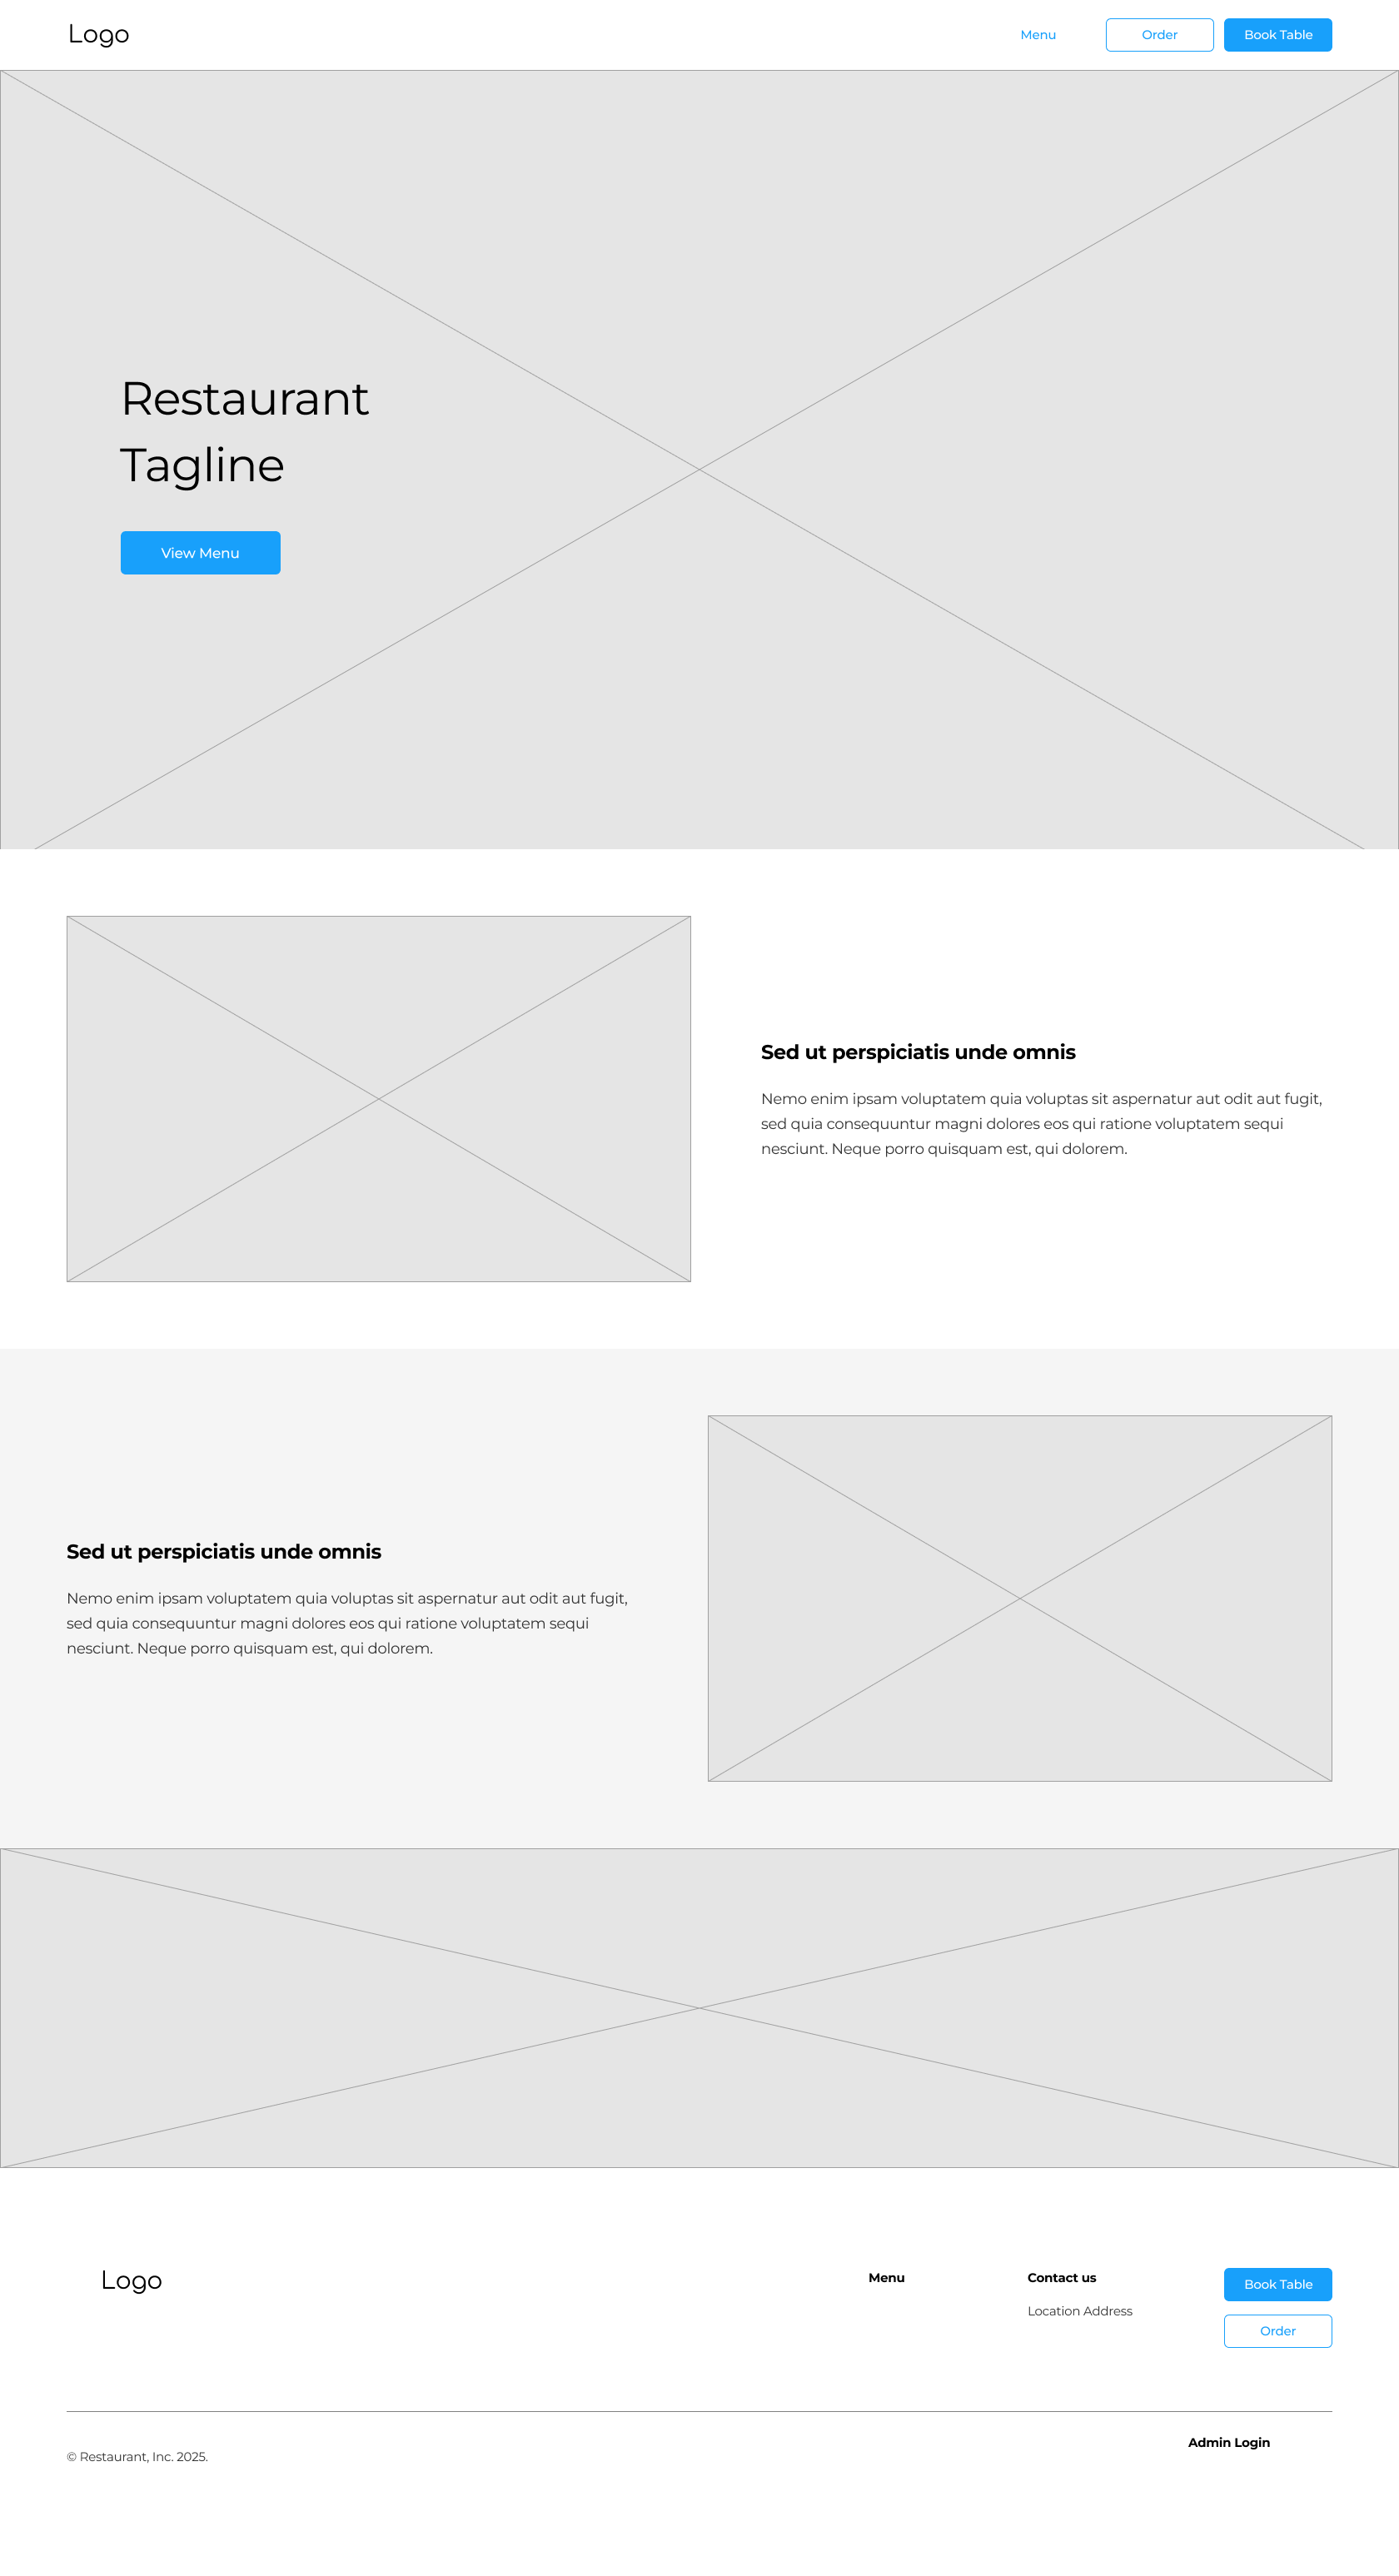 Logo
Menu
Order
Book Table
Restaurant
Tagline
View Menu
Sed ut perspiciatis unde omnis
Nemo enim ipsam voluptatem quia voluptas sit aspernatur aut odit aut fugit,
sed quia consequuntur magni dolores eos qui ratione voluptatem sequi
nesciunt. Neque porro quisquam est, qui dolorem.
Sed ut perspiciatis unde omnis
Nemo enim ipsam voluptatem quia voluptas sit aspernatur aut odit aut fugit,
sed quia consequuntur magni dolores eos qui ratione voluptatem sequi
nesciunt. Neque porro quisquam est, qui dolorem.
Logo
Menu
Contact us
Location Address
Book Table
Order
Admin Login
© Restaurant, Inc. 2025.